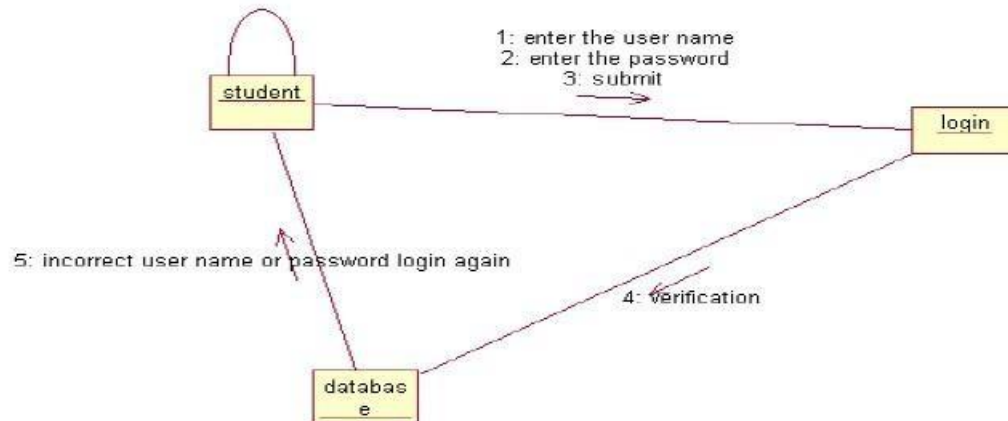 1: enter the user name
2: enter the password
3: submit
student
login
5: incorrect user name or password login again
4: verification
databas
e